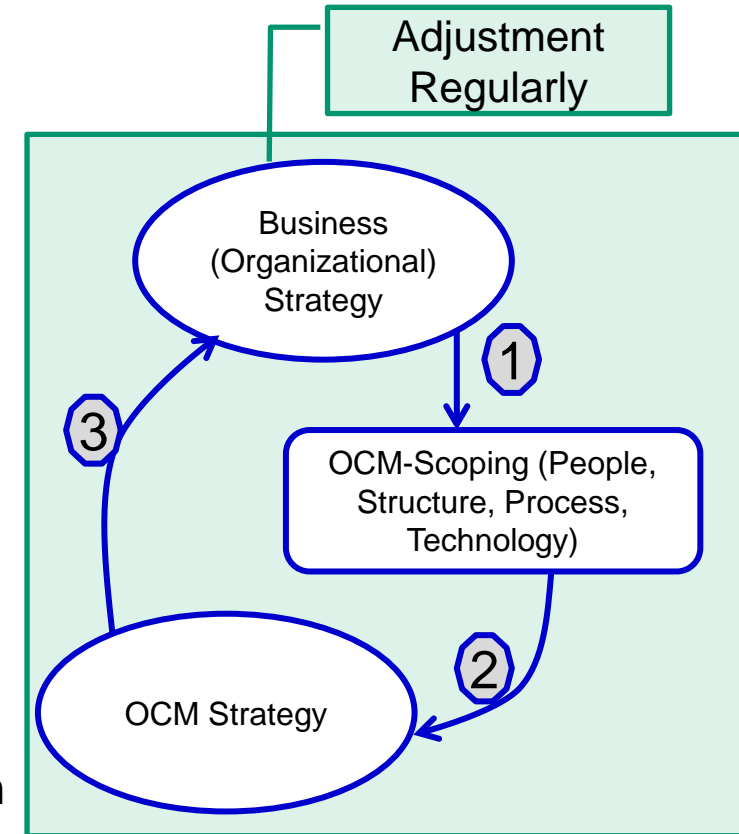 Adjustment
Regularly
Business
(Organizational)
Strategy
1
3
OCM-Scoping (People,
Structure, Process,
Technology)
2
OCM Strategy